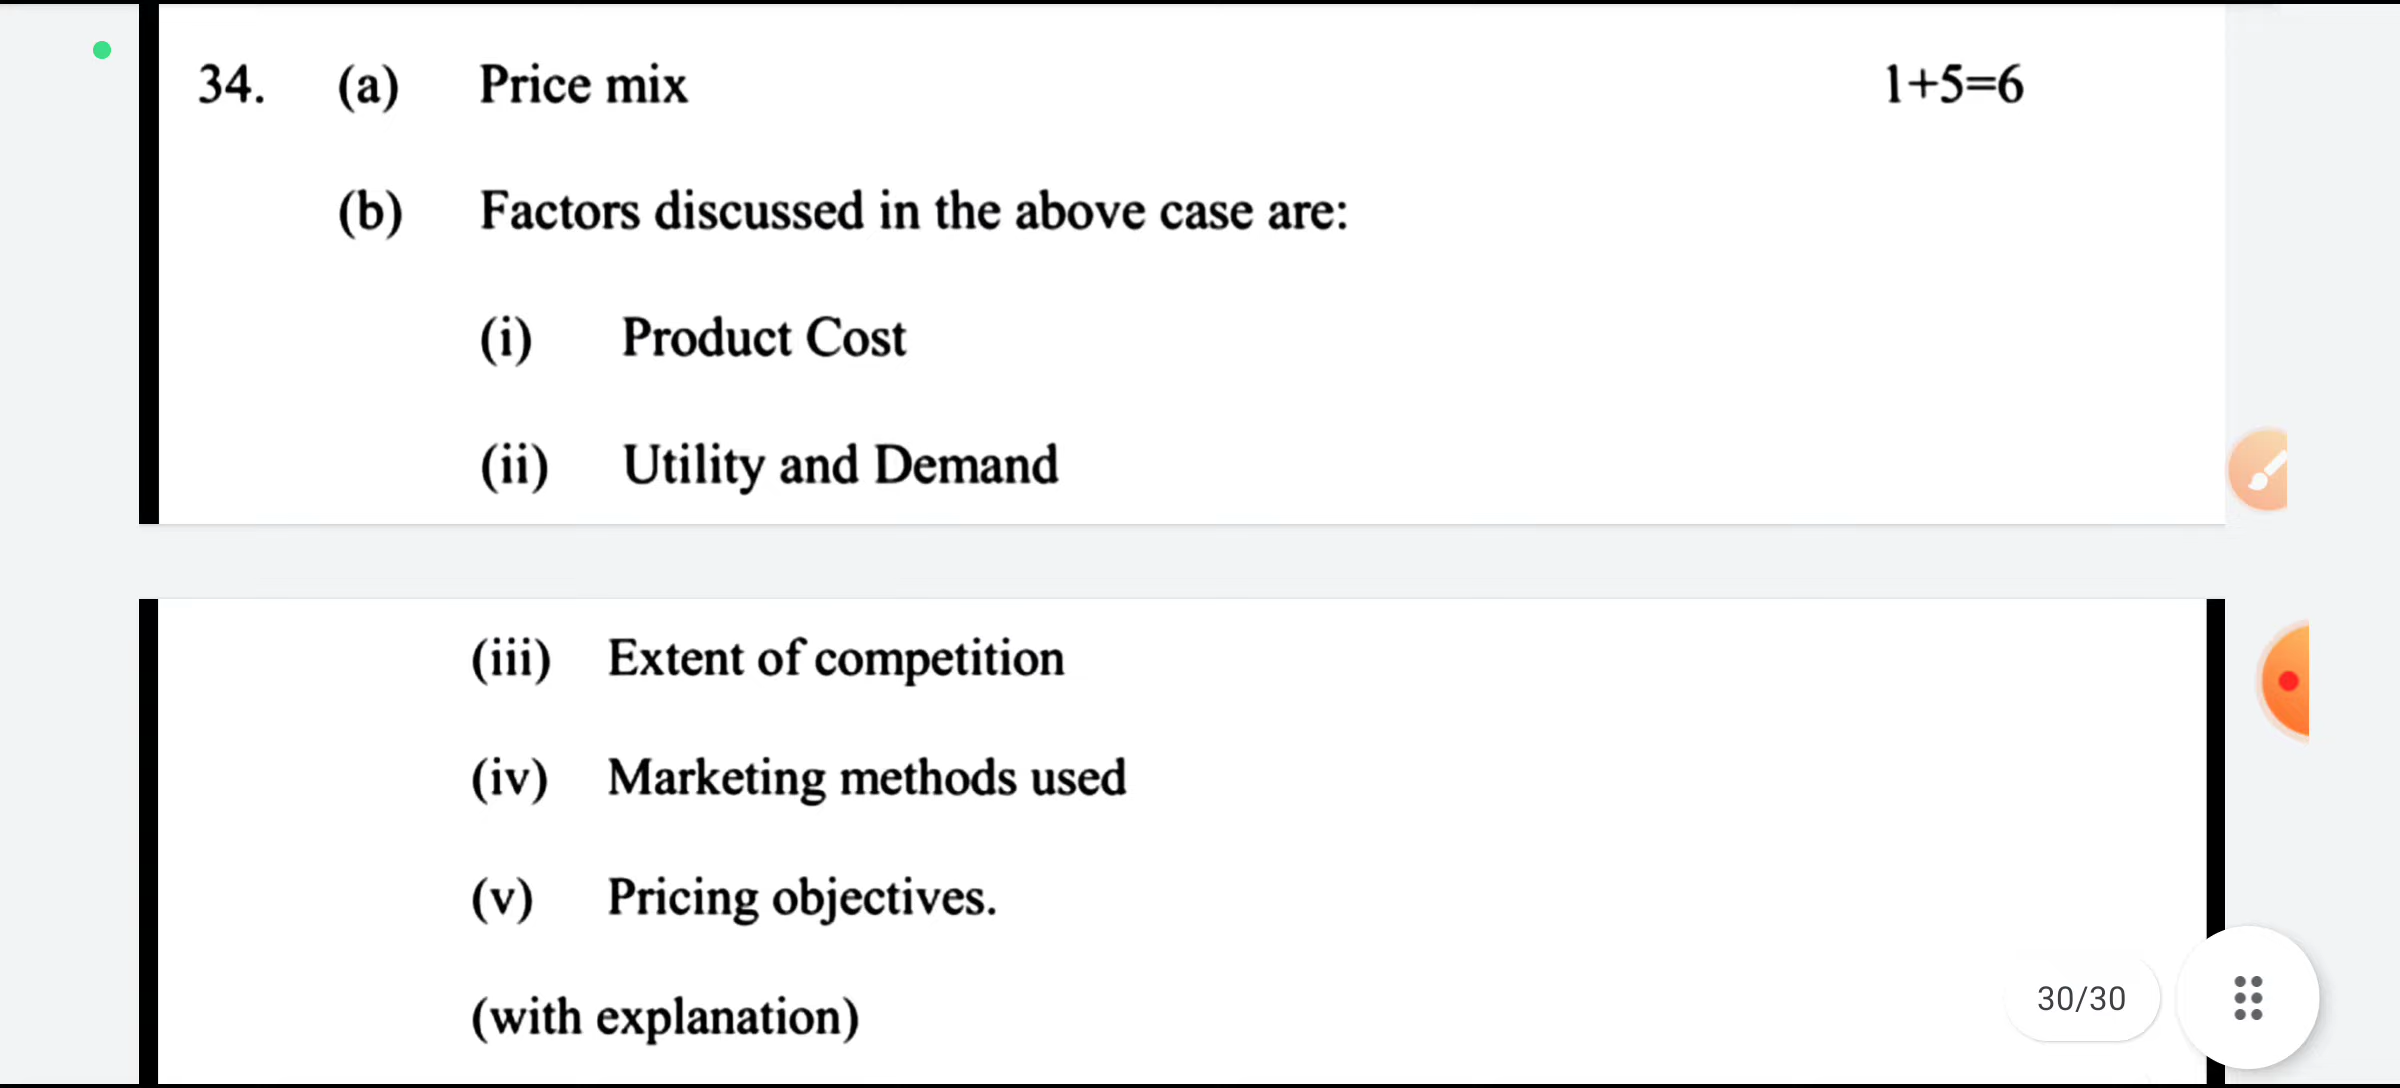 34. (a) Price mix 1+5=6
(b) Factors discussed in the above case are:
(i) Product Cost
(ii) Utility and Demand
(iii) Extent of competition
(iv) Marketing methods used
(v) Pricing objectives.
(with explanation)
30/30